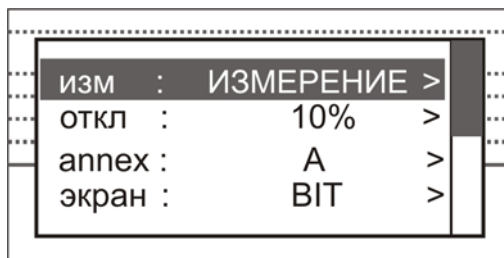 изм : ИЗМЕРЕНИЕ >
откл : 10% >
annex : A >
экран : BIT >